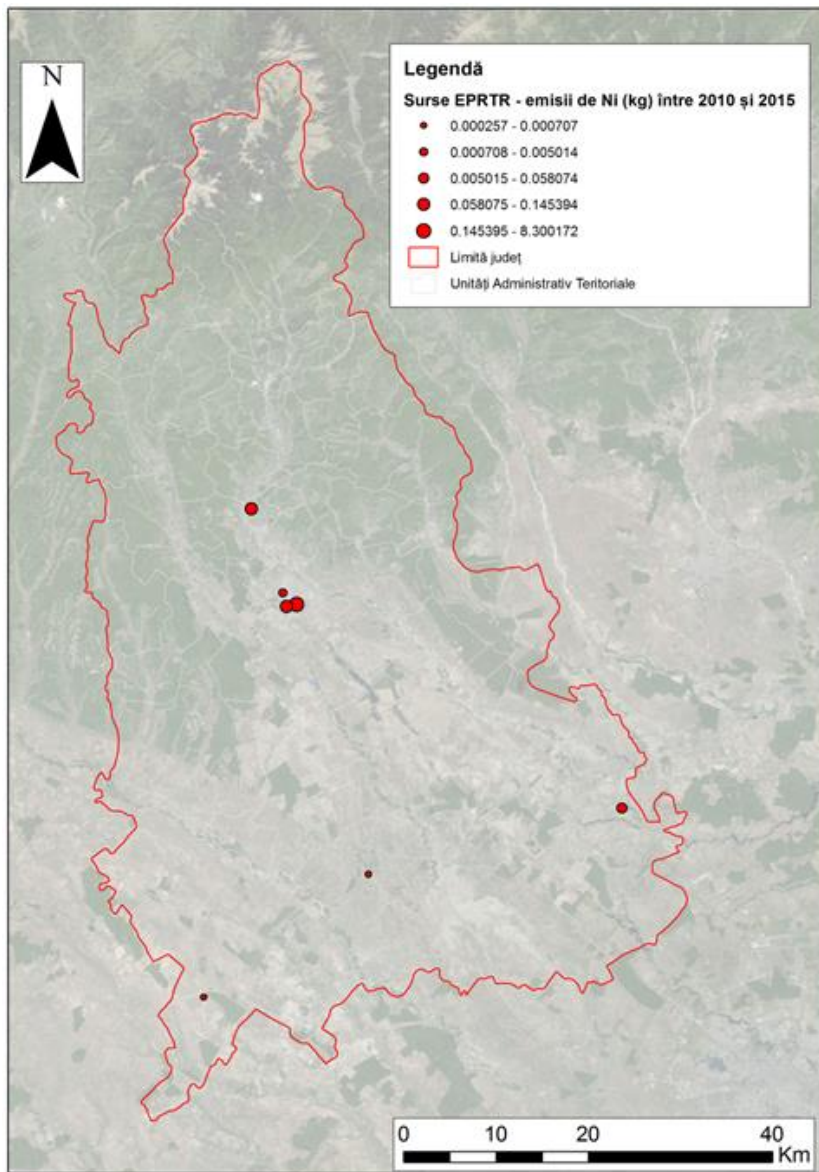 N
Legendă
Surse EPRTR - emisii de Ni (kg) între 2010 și 2015
0.000257 - 0.000707
0.000708 - 0.005014
0.005015 - 0.058074
0.058075 - 0.145394
0.145395 - 8.300172
Limită județ
Unități Administrativ Teritoriale
0 10 20 40
Km